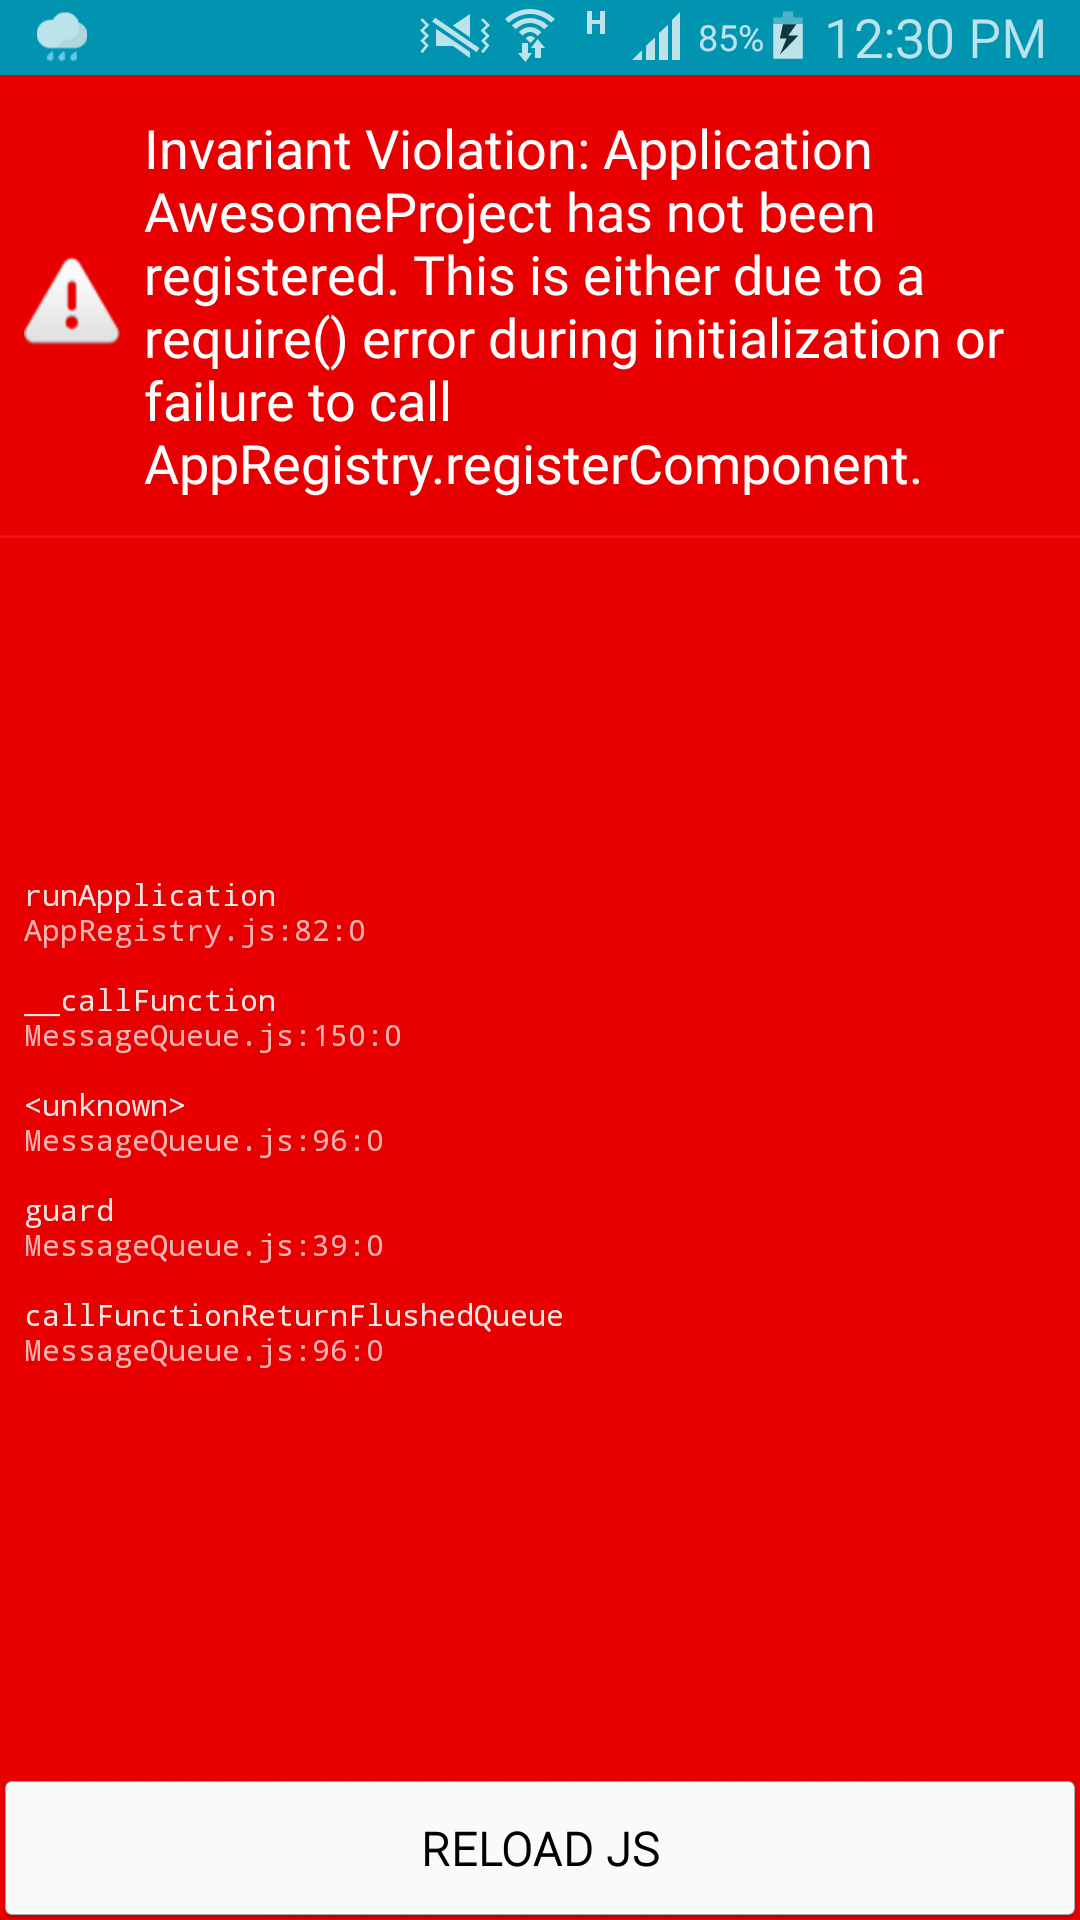 H 85% 12:30 PM
Invariant Violation: Application
AwesomeProject has not been
registered. This is either due to a
require() error during initialization or
failure to call
AppRegistry.registerComponent.
runApplication
AppRegistry.js:82:0
__callFunction
MessageQueue.js:150:0
<unknown>
MessageQueue.js:96:0
guard
MessageQueue.js:39:0
callFunctionReturnFlushedQueue
MessageQueue.js:96:0
RELOAD JS